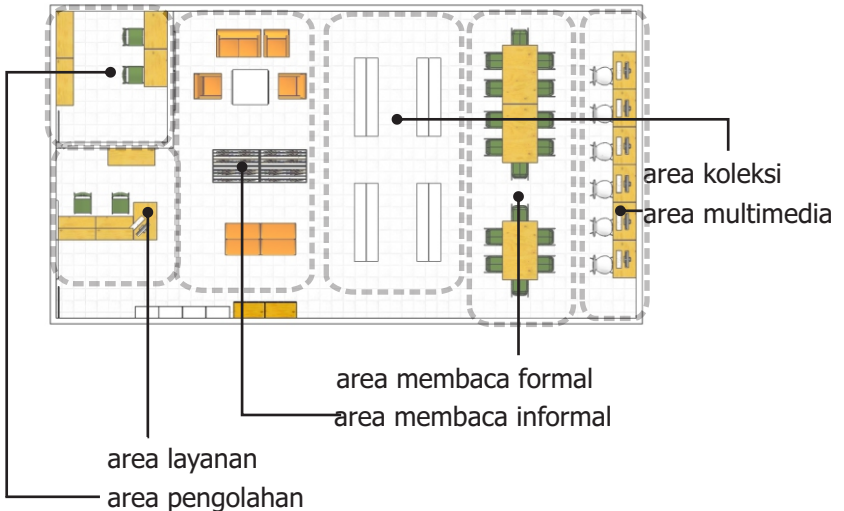 area koleksi
area multimedia
area membaca formal
area membaca informal
area layanan
area pengolahan